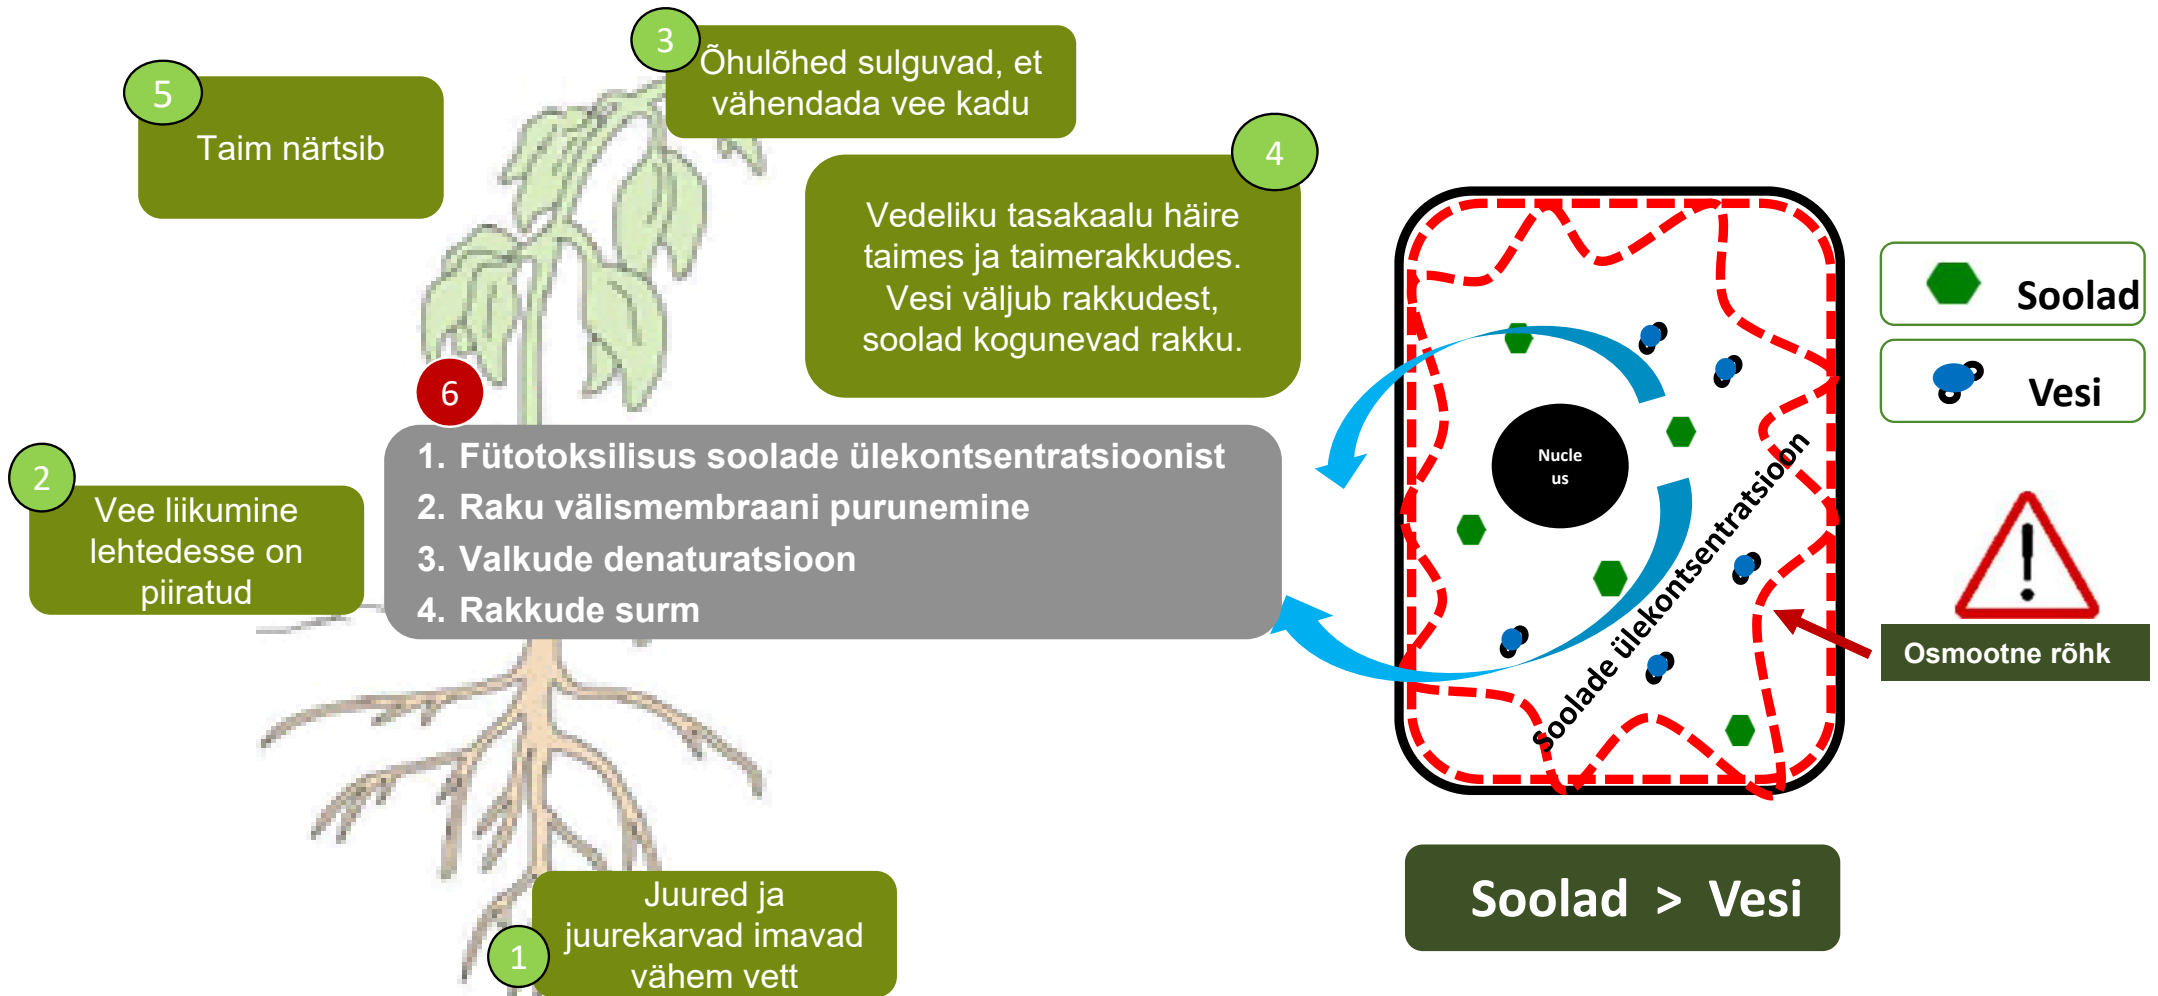 3
Õhulõhed sulguvad, et
vähendada vee kadu
5
Taim närtsib
4
Vedeliku tasakaalu häire
taimes ja taimerakkudes.
Vesi väljub rakkudest,
soolad kogunevad rakku.
6
1. Fütotoksilisus soolade ülekontsentratsioonist
2. Raku välismembraani purunemine
3. Valkude denaturatsioon
4. Rakkude surm
2
Vee liikumine
lehtedesse on
piiratud
1
Juured ja
juurekarvad imavad
vähem vett
Nucle
us
Soolade ülekontsentratsioon
Soolad
Vesi
Osmootne rõhk
Soolad > Vesi